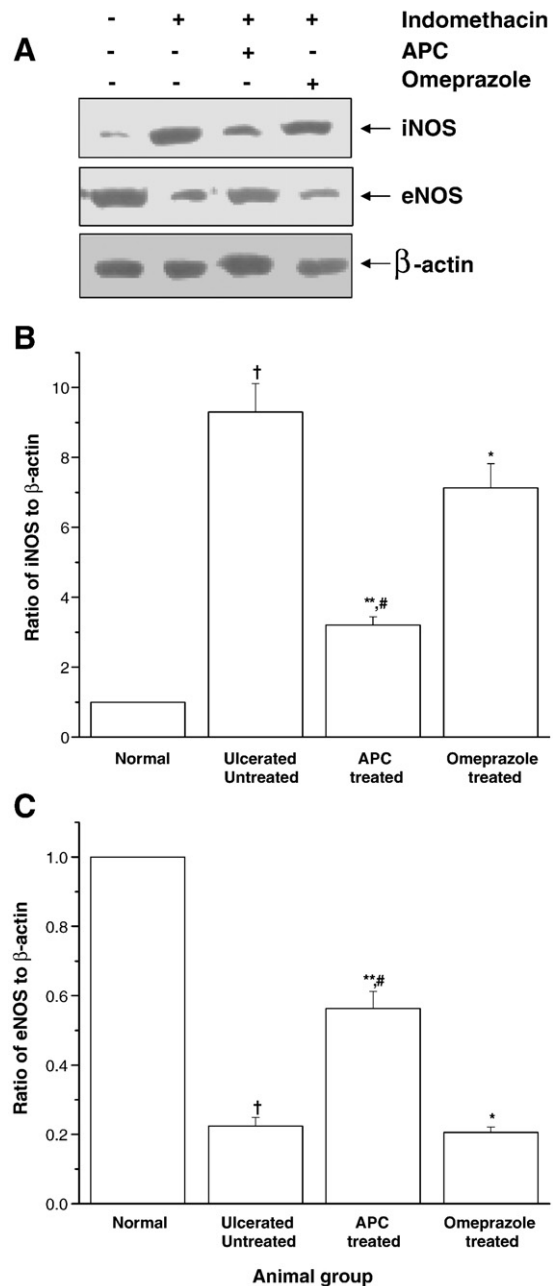 - + + + Indomethacin
A
- - + - APC
- - - + Omeprazole
iNOS
eNOS
β-actin
B
Ratio of iNOS to β-actin
10
8
6
4
2
0
†
**,#
*
Normal Ulcerated Untreated APC treated Omeprazole treated
C
Ratio of eNOS to β-actin
1.0
0.8
0.6
0.4
0.2
0.0
†
**,#
*
Normal Ulcerated Untreated APC treated Omeprazole treated
Animal group